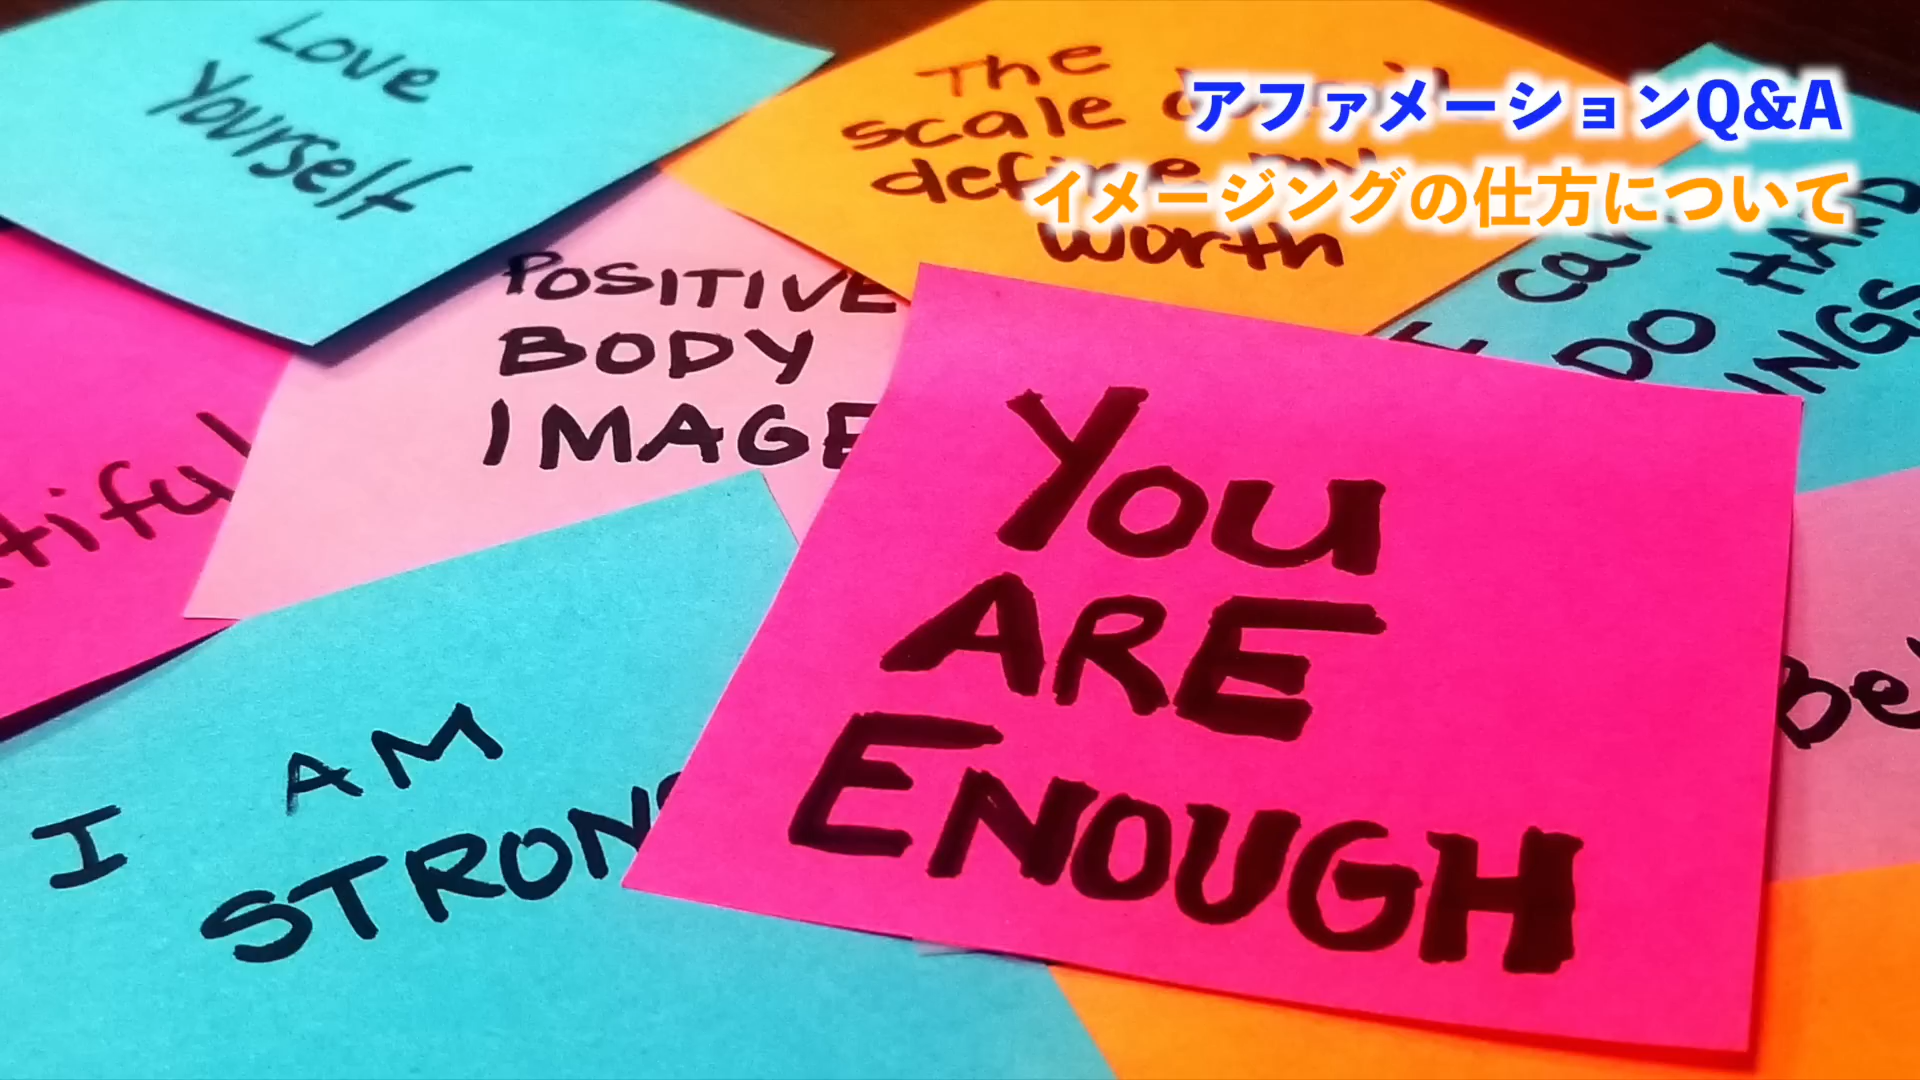 アファメーションQ&A
イメージングの仕方について
Love
Yourself
The
scale
define
worth
POSITIVE
BODY
IMAGE
HAND
DO
YOU
ARE
ENOUGH
I AM
STRON
tiful
Be